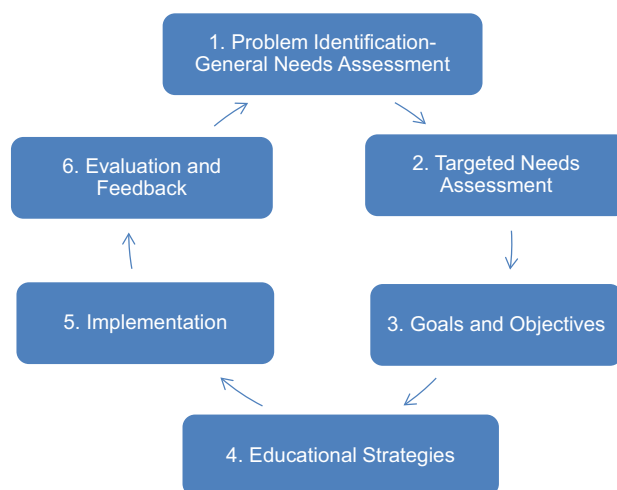 1. Problem Identification-
General Needs Assessment
2. Targeted Needs
Assessment
3. Goals and Objectives
4. Educational Strategies
5. Implementation
6. Evaluation and
Feedback